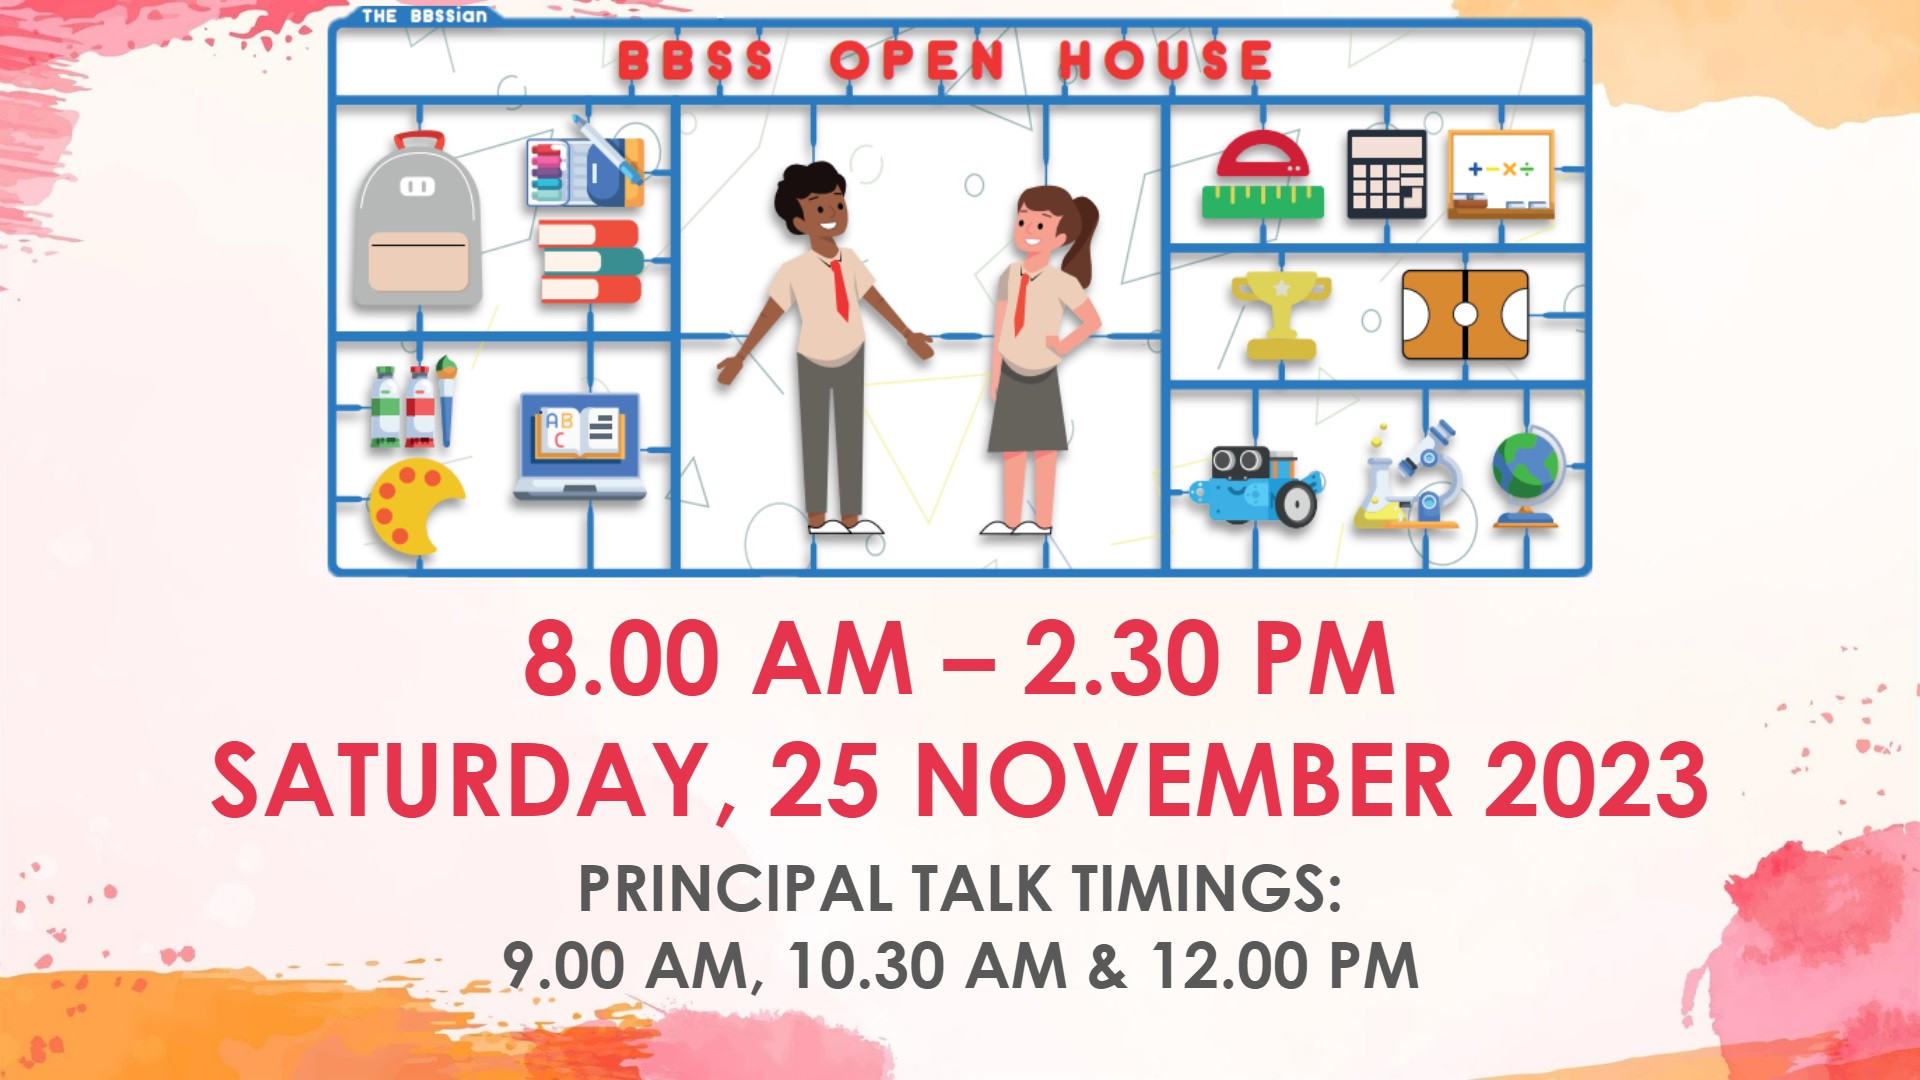 THE BBSSian
BBSS OPEN HOUSE
+ − × ÷
AB
C
8.00 AM – 2.30 PM
SATURDAY, 25 NOVEMBER 2023
PRINCIPAL TALK TIMINGS:
9.00 AM, 10.30 AM & 12.00 PM